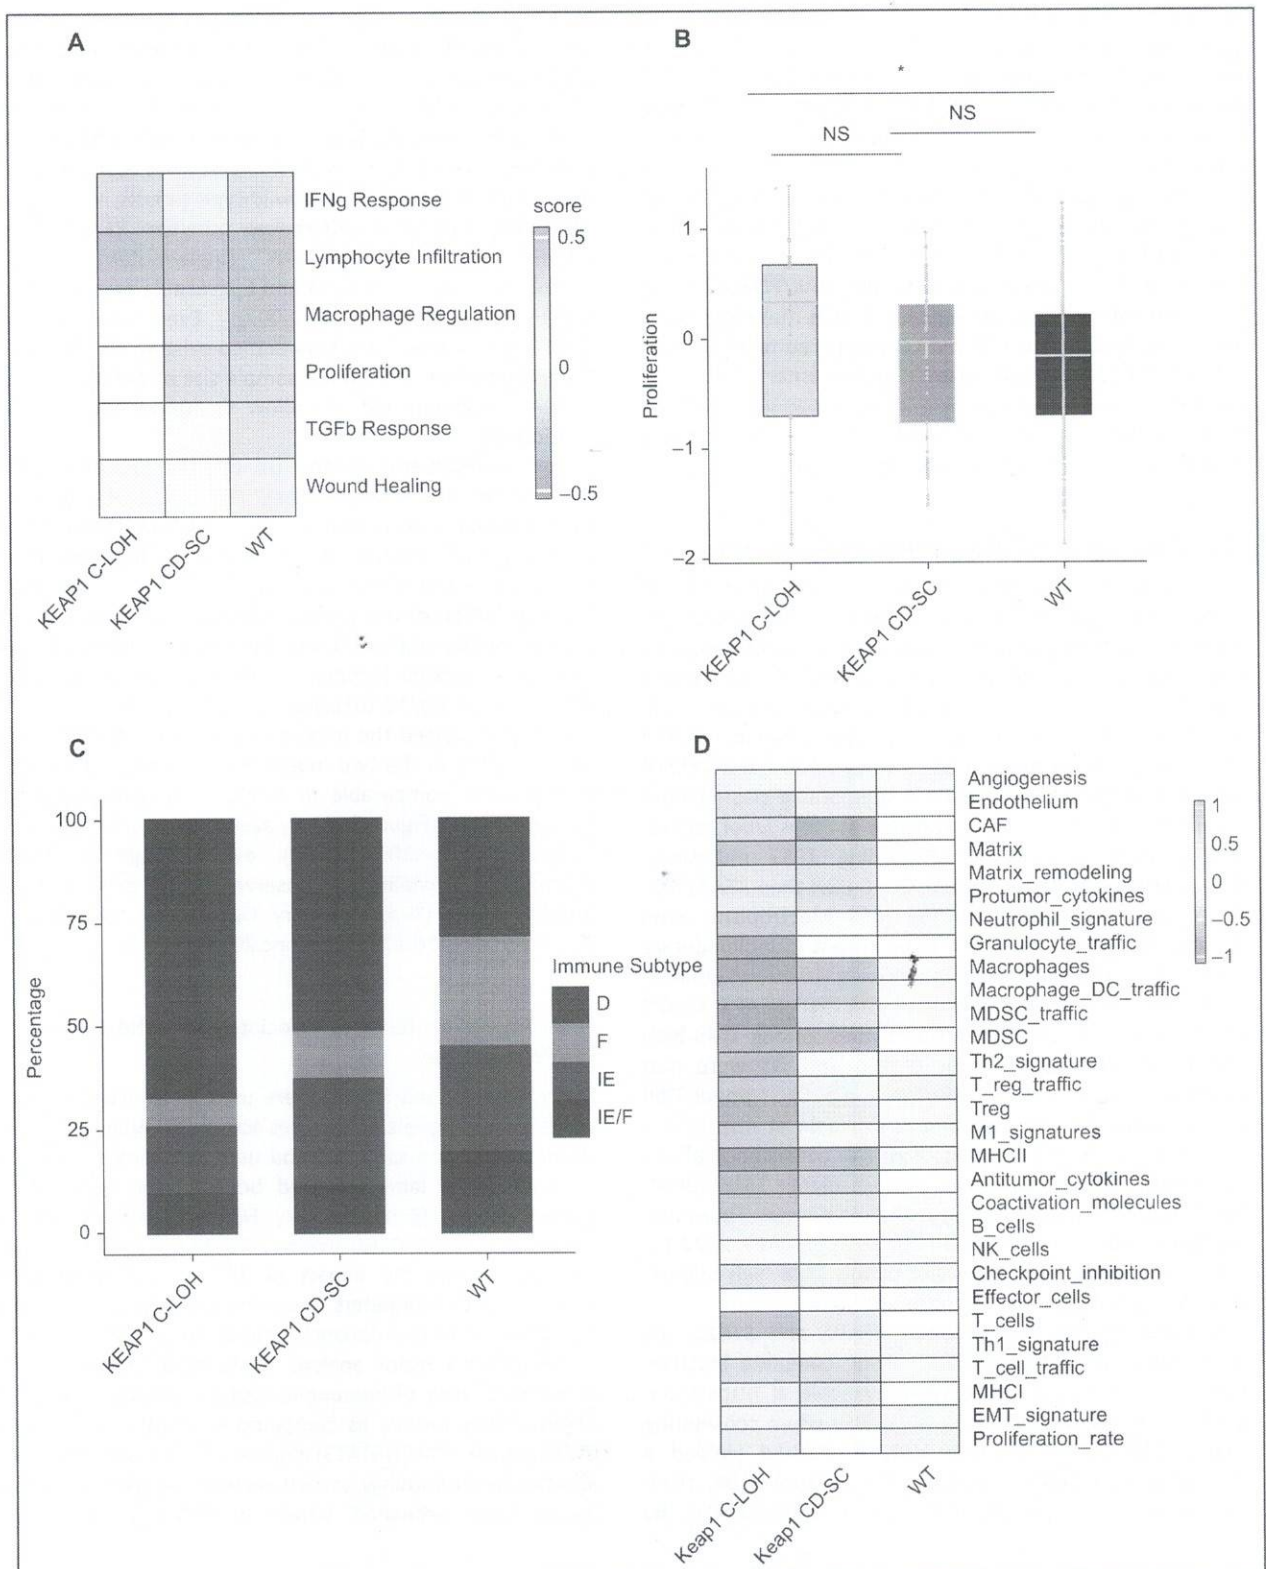 A
IFNg Response
Lymphocyte Infiltration
Macrophage Regulation
Proliferation
TGFb Response
Wound Healing
score
0.5
0
−0.5
KEAP1 C-LOH
KEAP1 CD-SC
WT
B
*
NS
NS
Proliferation
1
0
−1
−2
KEAP1 C-LOH
KEAP1 CD-SC
WT
C
Percentage
100
75
50
25
0
KEAP1 C-LOH
KEAP1 CD-SC
WT
Immune Subtype
D
F
IE
IE/F
D
Angiogenesis
Endothelium
CAF
Matrix
Matrix_remodeling
Protumor_cytokines
Neutrophil_signature
Granulocyte_traffic
Macrophages
Macrophage_DC_traffic
MDSC_traffic
MDSC
Th2_signature
T_reg_traffic
Treg
M1_signatures
MHCII
Antitumor_cytokines
Coactivation_molecules
B_cells
NK_cells
Checkpoint_inhibition
Effector_cells
T_cells
Th1_signature
T_cell_traffic
MHCI
EMT_signature
Proliferation_rate
1
0.5
0
−0.5
−1
Keap1 C-LOH
Keap1 CD-SC
WT